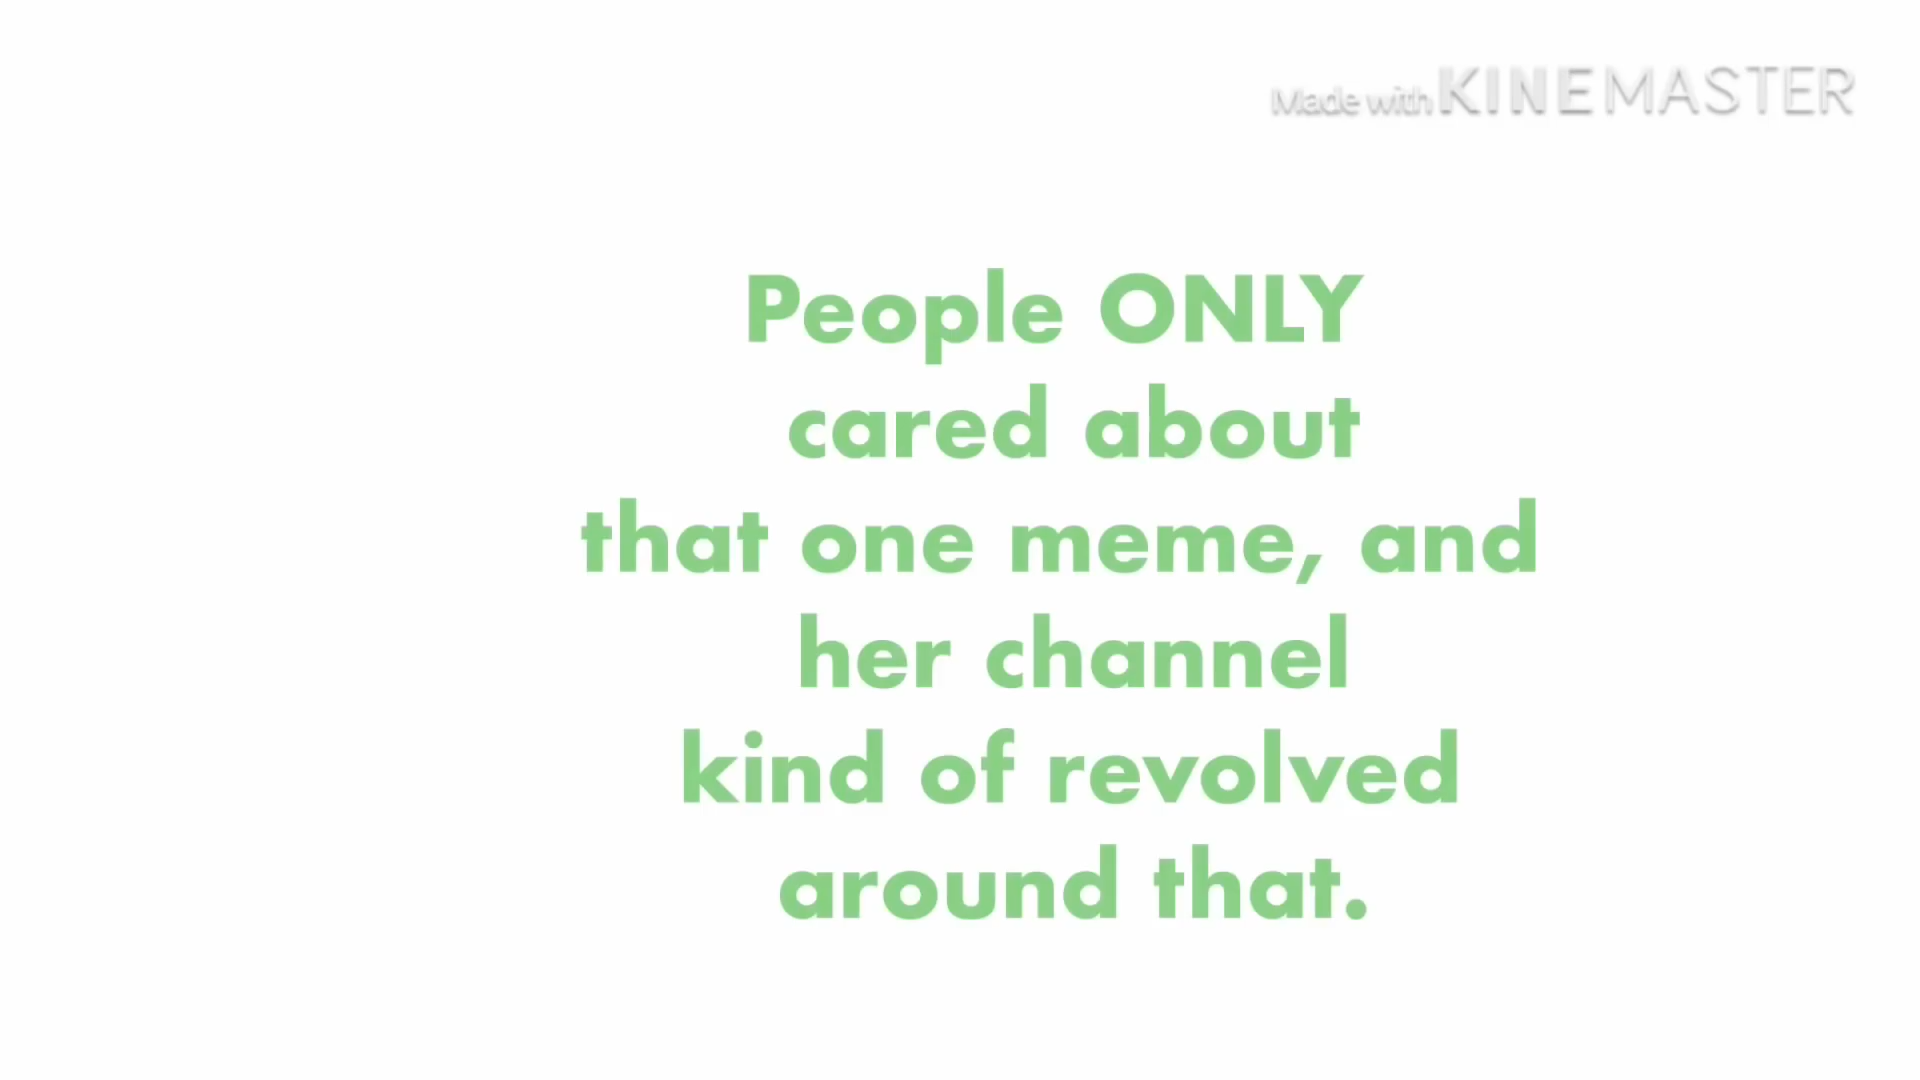 Made with KINEMASTER
People ONLY
cared about
that one meme, and
her channel
kind of revolved
around that.